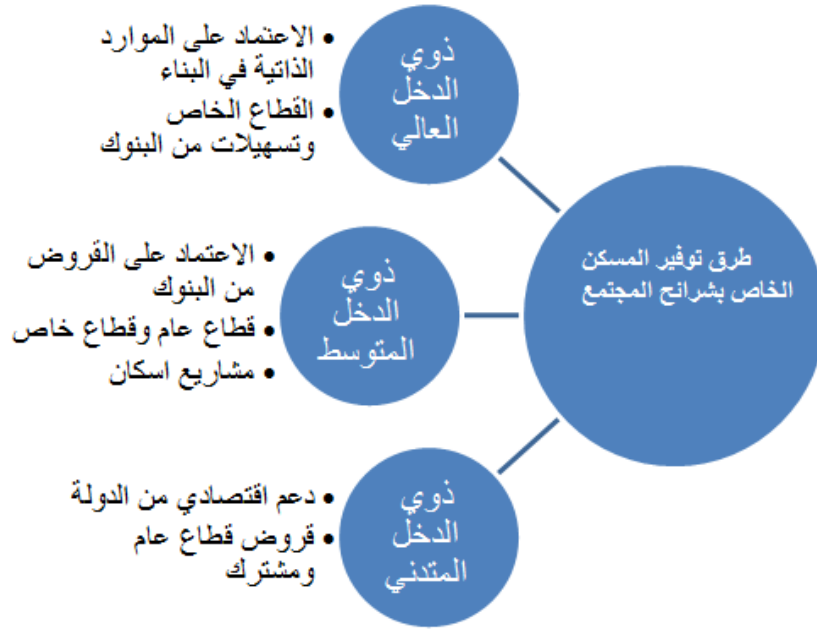 طرق توفير المسكن
الخاص بشرائح المجتمع
ذوي
الدخل
العالي
• الاعتماد على الموارد
الذاتية في البناء
• القطاع الخاص
وتسهيلات من البنوك
ذوي
الدخل
المتوسط
• الاعتماد على القروض
من البنوك
• قطاع عام وقطاع خاص
• مشاريع اسكان
ذوي
الدخل
المتدني
• دعم اقتصادي من الدولة
• قروض قطاع عام
ومشترك